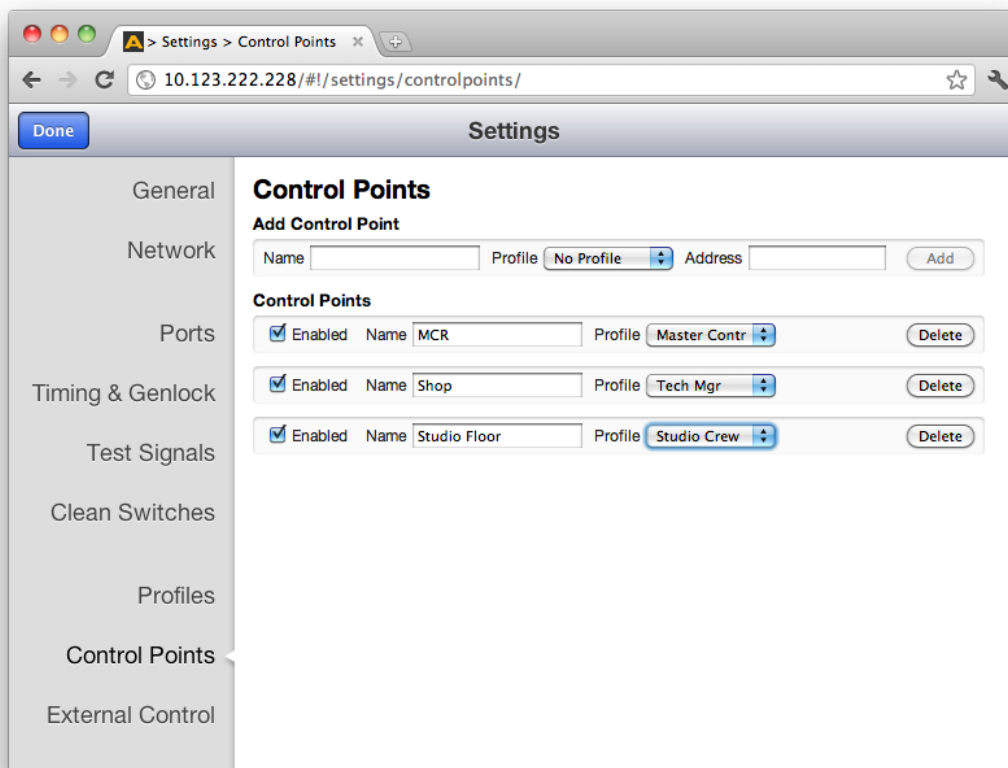 > Settings > Control Points
10.123.222.228/#!/settings/controlpoints/
Done
Settings
General
Network
Ports
Timing & Genlock
Test Signals
Clean Switches
Profiles
Control Points
External Control
Control Points
Add Control Point
Name Profile No Profile Address Add
Control Points
Enabled Name MCR Profile Master Contr Delete
Enabled Name Shop Profile Tech Mgr Delete
Enabled Name Studio Floor Profile Studio Crew Delete